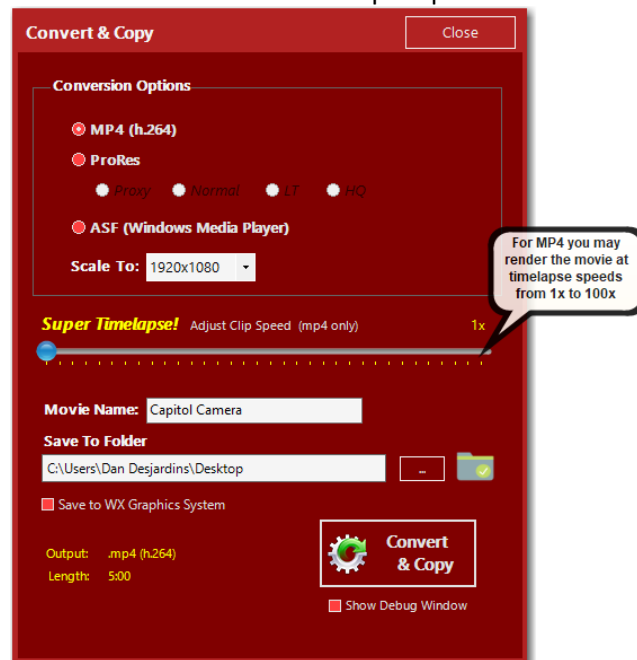 Convert & Copy
Close
Conversion Options
MP4 (h.264)
ProRes
Proxy Normal LT HQ
ASF (Windows Media Player)
Scale To: 1920x1080
For MP4 you may
render the movie at
timelapse speeds
from 1x to 100x
Super Timelapse! Adjust Clip Speed (mp4 only) 1x
Movie Name: Capitol Camera
Save To Folder
C:\Users\Dan Desjardins\Desktop ...
Save to WX Graphics System
Output: .mp4 (h.264)
Length: 5:00
Convert
& Copy
Show Debug Window